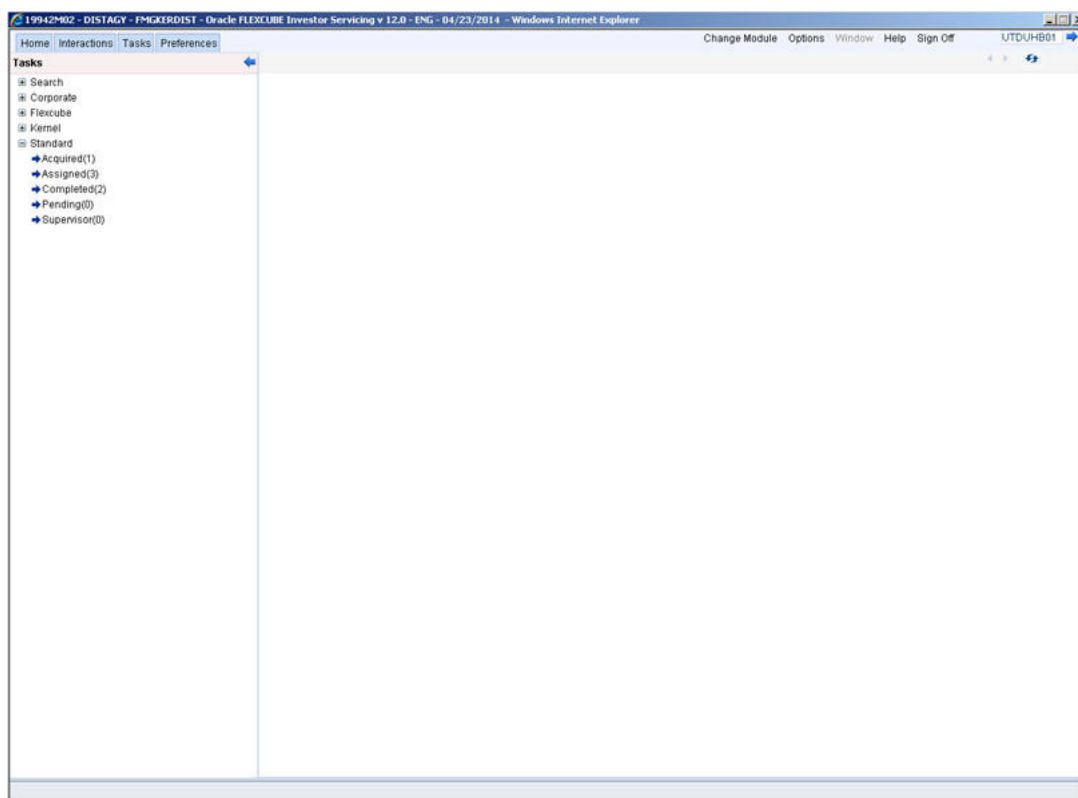 19942M02 - DISTAGY - FMGKERDIST - Oracle FLEXCUBE Investor Servicing v 12.0 - ENG - 04/23/2014 - Windows Internet Explorer
Home Interactions Tasks Preferences Change Module Options Window Help Sign Off UTDUHB01
Tasks
Search
Corporate
Flexcube
Kernel
Standard
Acquired(1)
Assigned(3)
Completed(2)
Pending(0)
Supervisor(0)